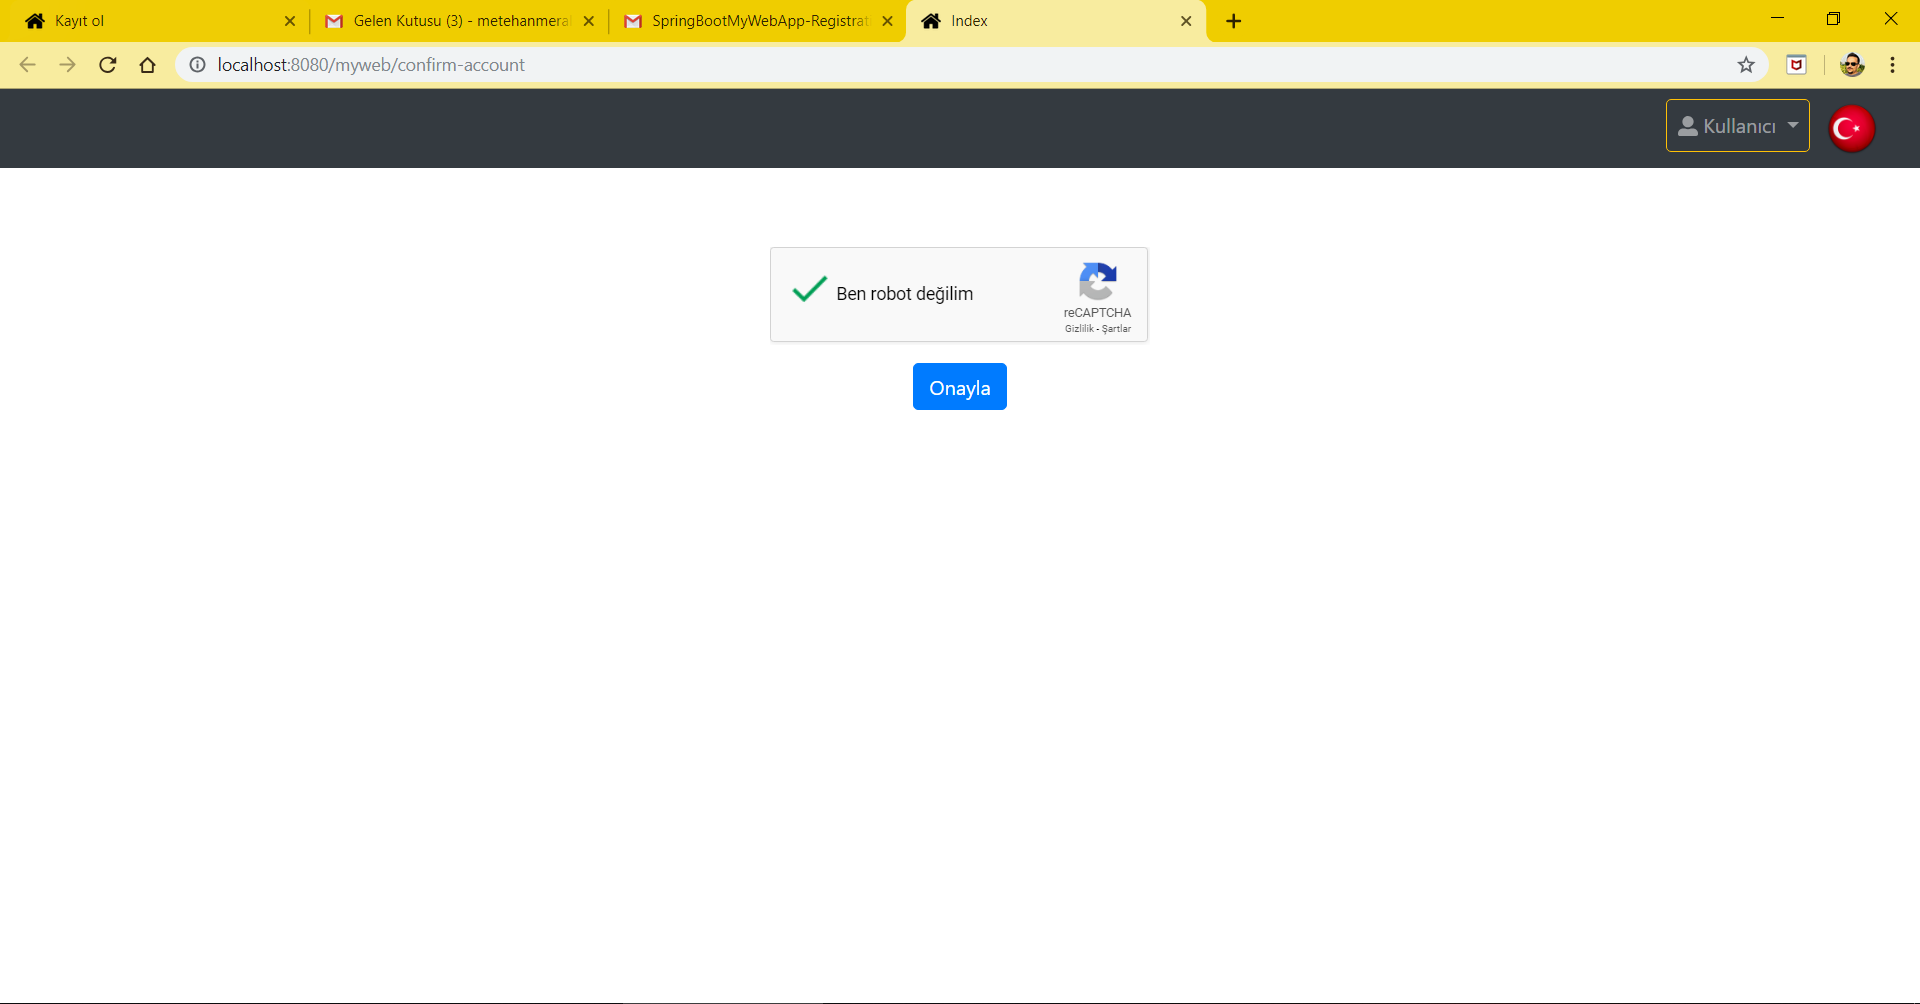 Kayıt ol
Gelen Kutusu (3) - metehanmera
SpringBootMyWebApp-Registrat
Index
localhost:8080/myweb/confirm-account
Kullanıcı
Ben robot değilim
reCAPTCHA
Gizlilik - Şartlar
Onayla